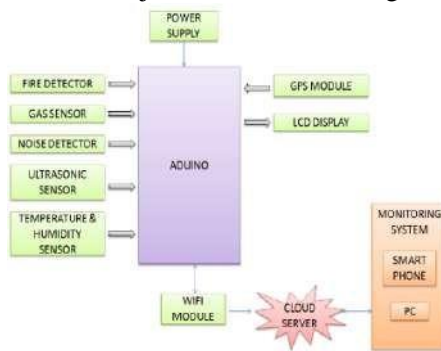 POWER
SUPPLY
FIRE DETECTOR
GAS SENSOR
NOISE DETECTOR
ULTRASONIC
SENSOR
TEMPERATURE &
HUMIDITY
SENSOR
ADUINO
GPS MODULE
LCD DISPLAY
WIFI
MODULE
CLOUD
SERVER
MONITORING
SYSTEM
SMART
PHONE
PC